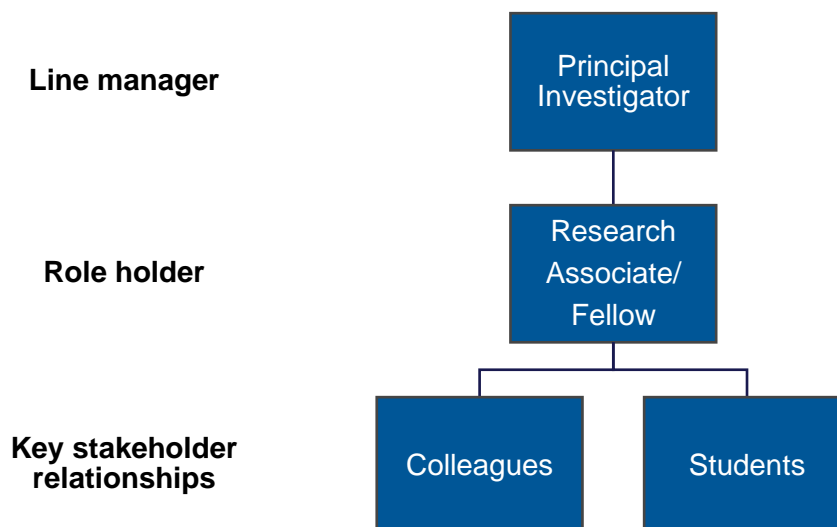 Line manager
Principal
Investigator
Role holder
Research
Associate/
Fellow
Key stakeholder
relationships
Colleagues
Students